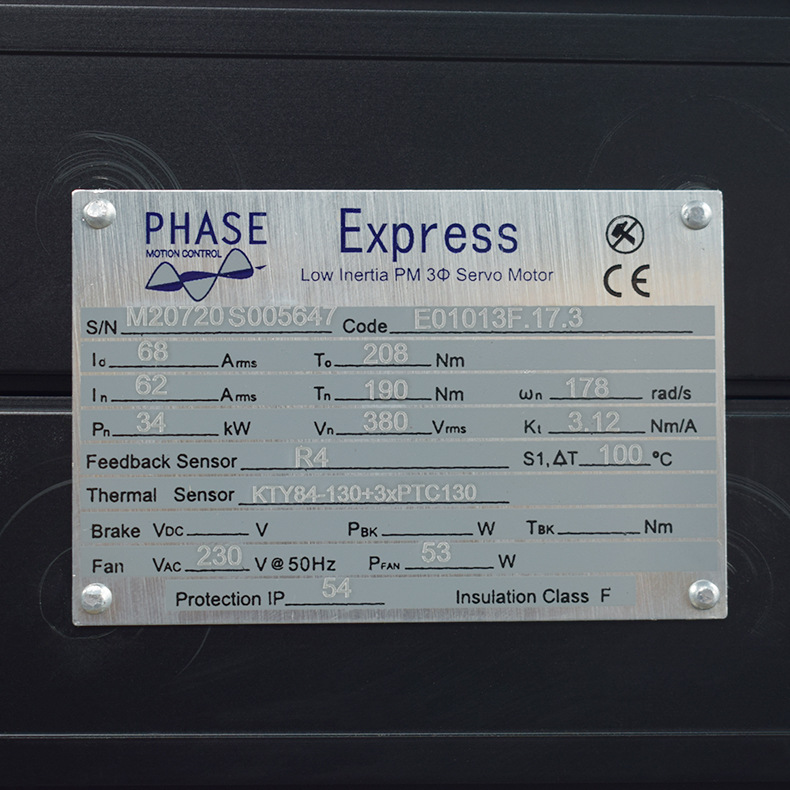 PHASE
MOTION CONTROL
Express
Low Inertia PM 3Φ Servo Motor
CE
S/N M20720 S005647 Code E01013F.17.3
Io 68 Arms To 208 Nm
In 62 Arms Tn 190 Nm ωn 178 rad/s
Pn 34 kW Vn 380 Vrms Kt 3.12 Nm/A
Feedback Sensor R4 S1,ΔT 100 °C
Thermal Sensor KTY84-130+3xPTC130
Brake VDC V PBK W TBK Nm
Fan VAC 230 V @ 50Hz PFAN 53 W
Protection IP 54 Insulation Class F